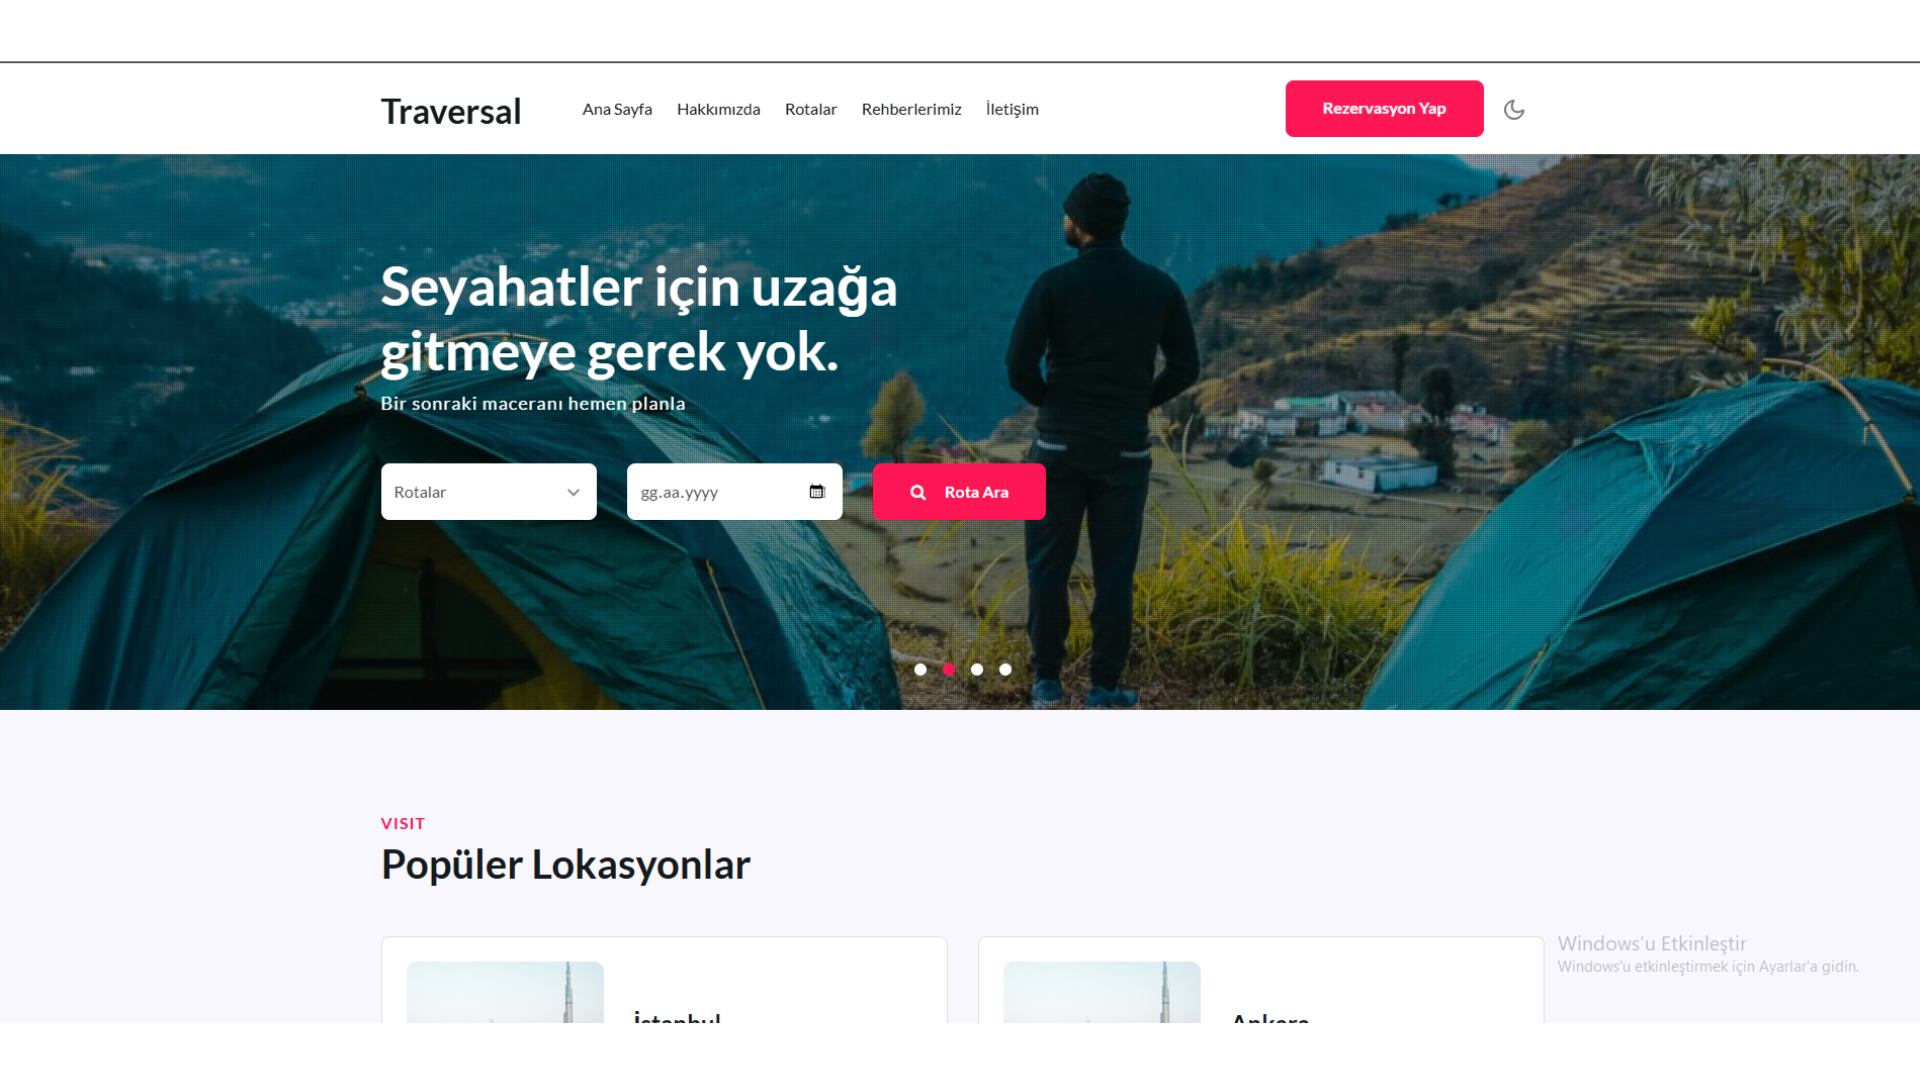 Traversal
Ana Sayfa
Hakkımızda
Rotalar
Rehberlerimiz
İletişim
Rezervasyon Yap
Seyahatler için uzağa
gitmeye gerek yok.
Bir sonraki maceranı hemen planla
Rotalar
gg.aa.yyyy
Rota Ara
VISIT
Popüler Lokasyonlar
İstanbul
Ankara
Windows'u Etkinleştir
Windows'u etkinleştirmek için Ayarlar'a gidin.